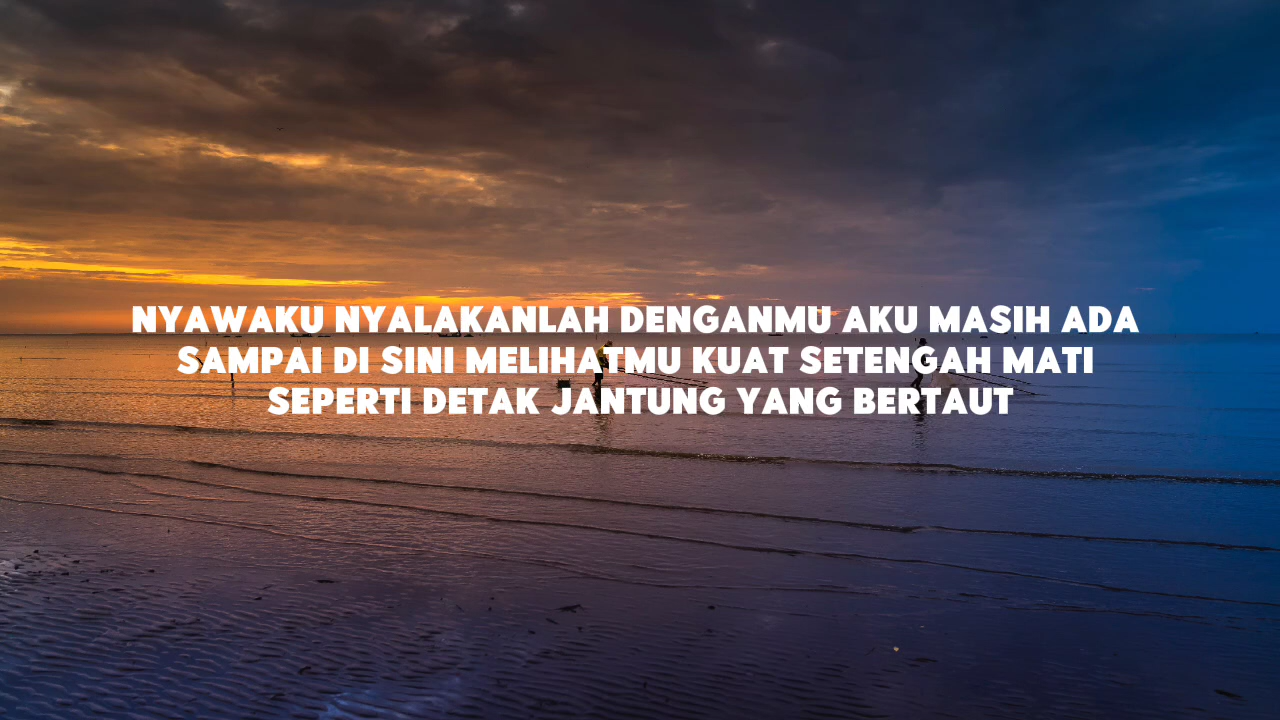 NYAWAKU NYALAKANLAH DENGANMU AKU MASIH ADA
SAMPAI DI SINI MELIHATMU KUAT SETENGAH MATI
SEPERTI DETAK JANTUNG YANG BERTAUT